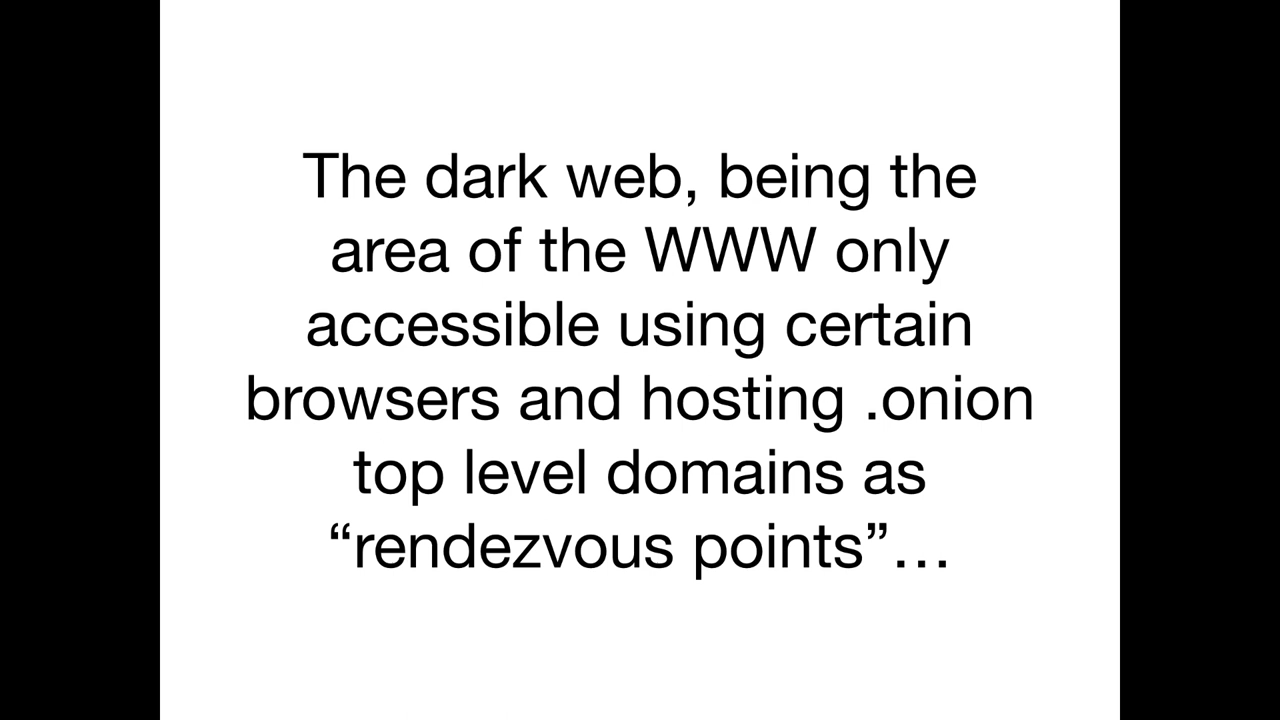 The dark web, being the
area of the WWW only
accessible using certain
browsers and hosting .onion
top level domains as
“rendezvous points”…